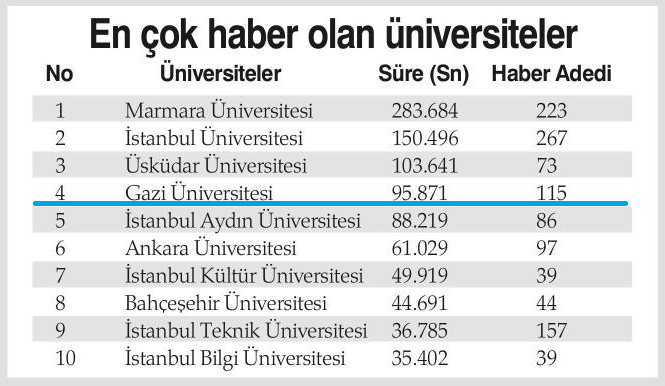 En çok haber olan üniversiteler
No Üniversiteler Süre (Sn) Haber Adedi
1 Marmara Üniversitesi 283.684 223
2 İstanbul Üniversitesi 150.496 267
3 Üsküdar Üniversitesi 103.641 73
4 Gazi Üniversitesi 95.871 115
5 İstanbul Aydın Üniversitesi 88.219 86
6 Ankara Üniversitesi 61.029 97
7 İstanbul Kültür Üniversitesi 49.919 39
8 Bahçeşehir Üniversitesi 44.691 44
9 İstanbul Teknik Üniversitesi 36.785 157
10 İstanbul Bilgi Üniversitesi 35.402 39